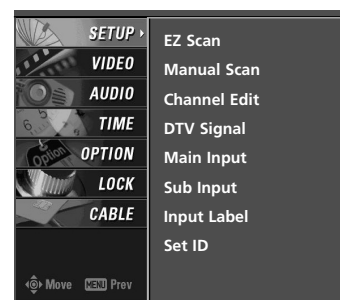 SETUP
VIDEO
AUDIO
TIME
OPTION
LOCK
CABLE
Move MENU Prev
EZ Scan
Manual Scan
Channel Edit
DTV Signal
Main Input
Sub Input
Input Label
Set ID